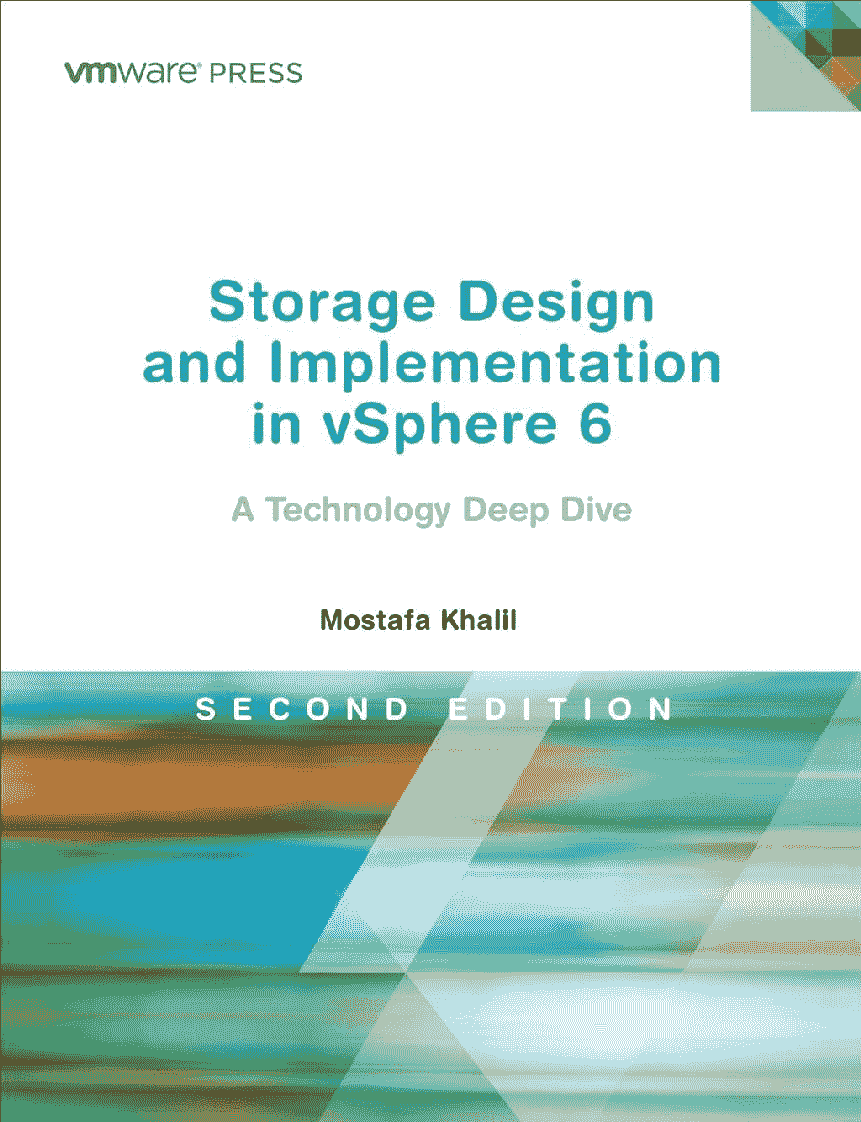 vmware® PRESS
Storage Design
and Implementation
in vSphere 6
A Technology Deep Dive
Mostafa Khalil
SECOND EDITION